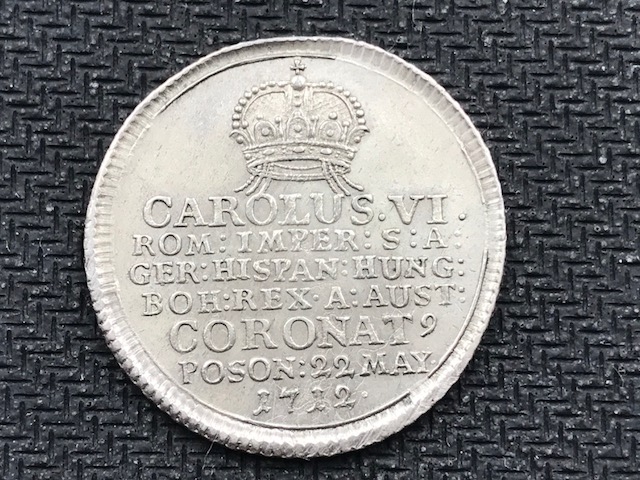 CAROLUS.VI.
ROM:IMPER:S:A:
GER:HISPAN:HUNG:
BOH:REX·A:AUST:
CORONAT9
POSON:22 MAY.
1712·